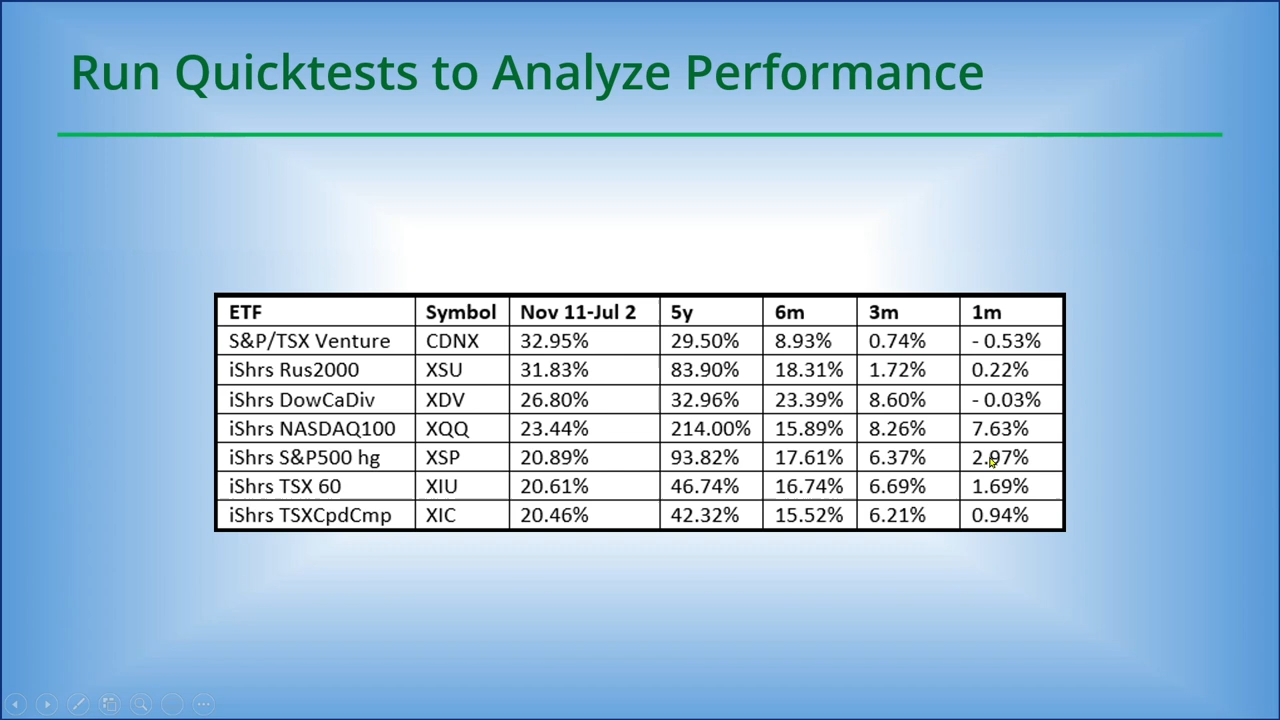 Run Quicktests to Analyze Performance
ETF Symbol Nov 11-Jul 2 5y 6m 3m 1m
S&P/TSX Venture CDNX 32.95% 29.50% 8.93% 0.74% - 0.53%
iShrs Rus2000 XSU 31.83% 83.90% 18.31% 1.72% 0.22%
iShrs DowCaDiv XDV 26.80% 32.96% 23.39% 8.60% - 0.03%
iShrs NASDAQ100 XQQ 23.44% 214.00% 15.89% 8.26% 7.63%
iShrs S&P500 hg XSP 20.89% 93.82% 17.61% 6.37% 2.97%
iShrs TSX 60 XIU 20.61% 46.74% 16.74% 6.69% 1.69%
iShrs TSXCpdCmp XIC 20.46% 42.32% 15.52% 6.21% 0.94%